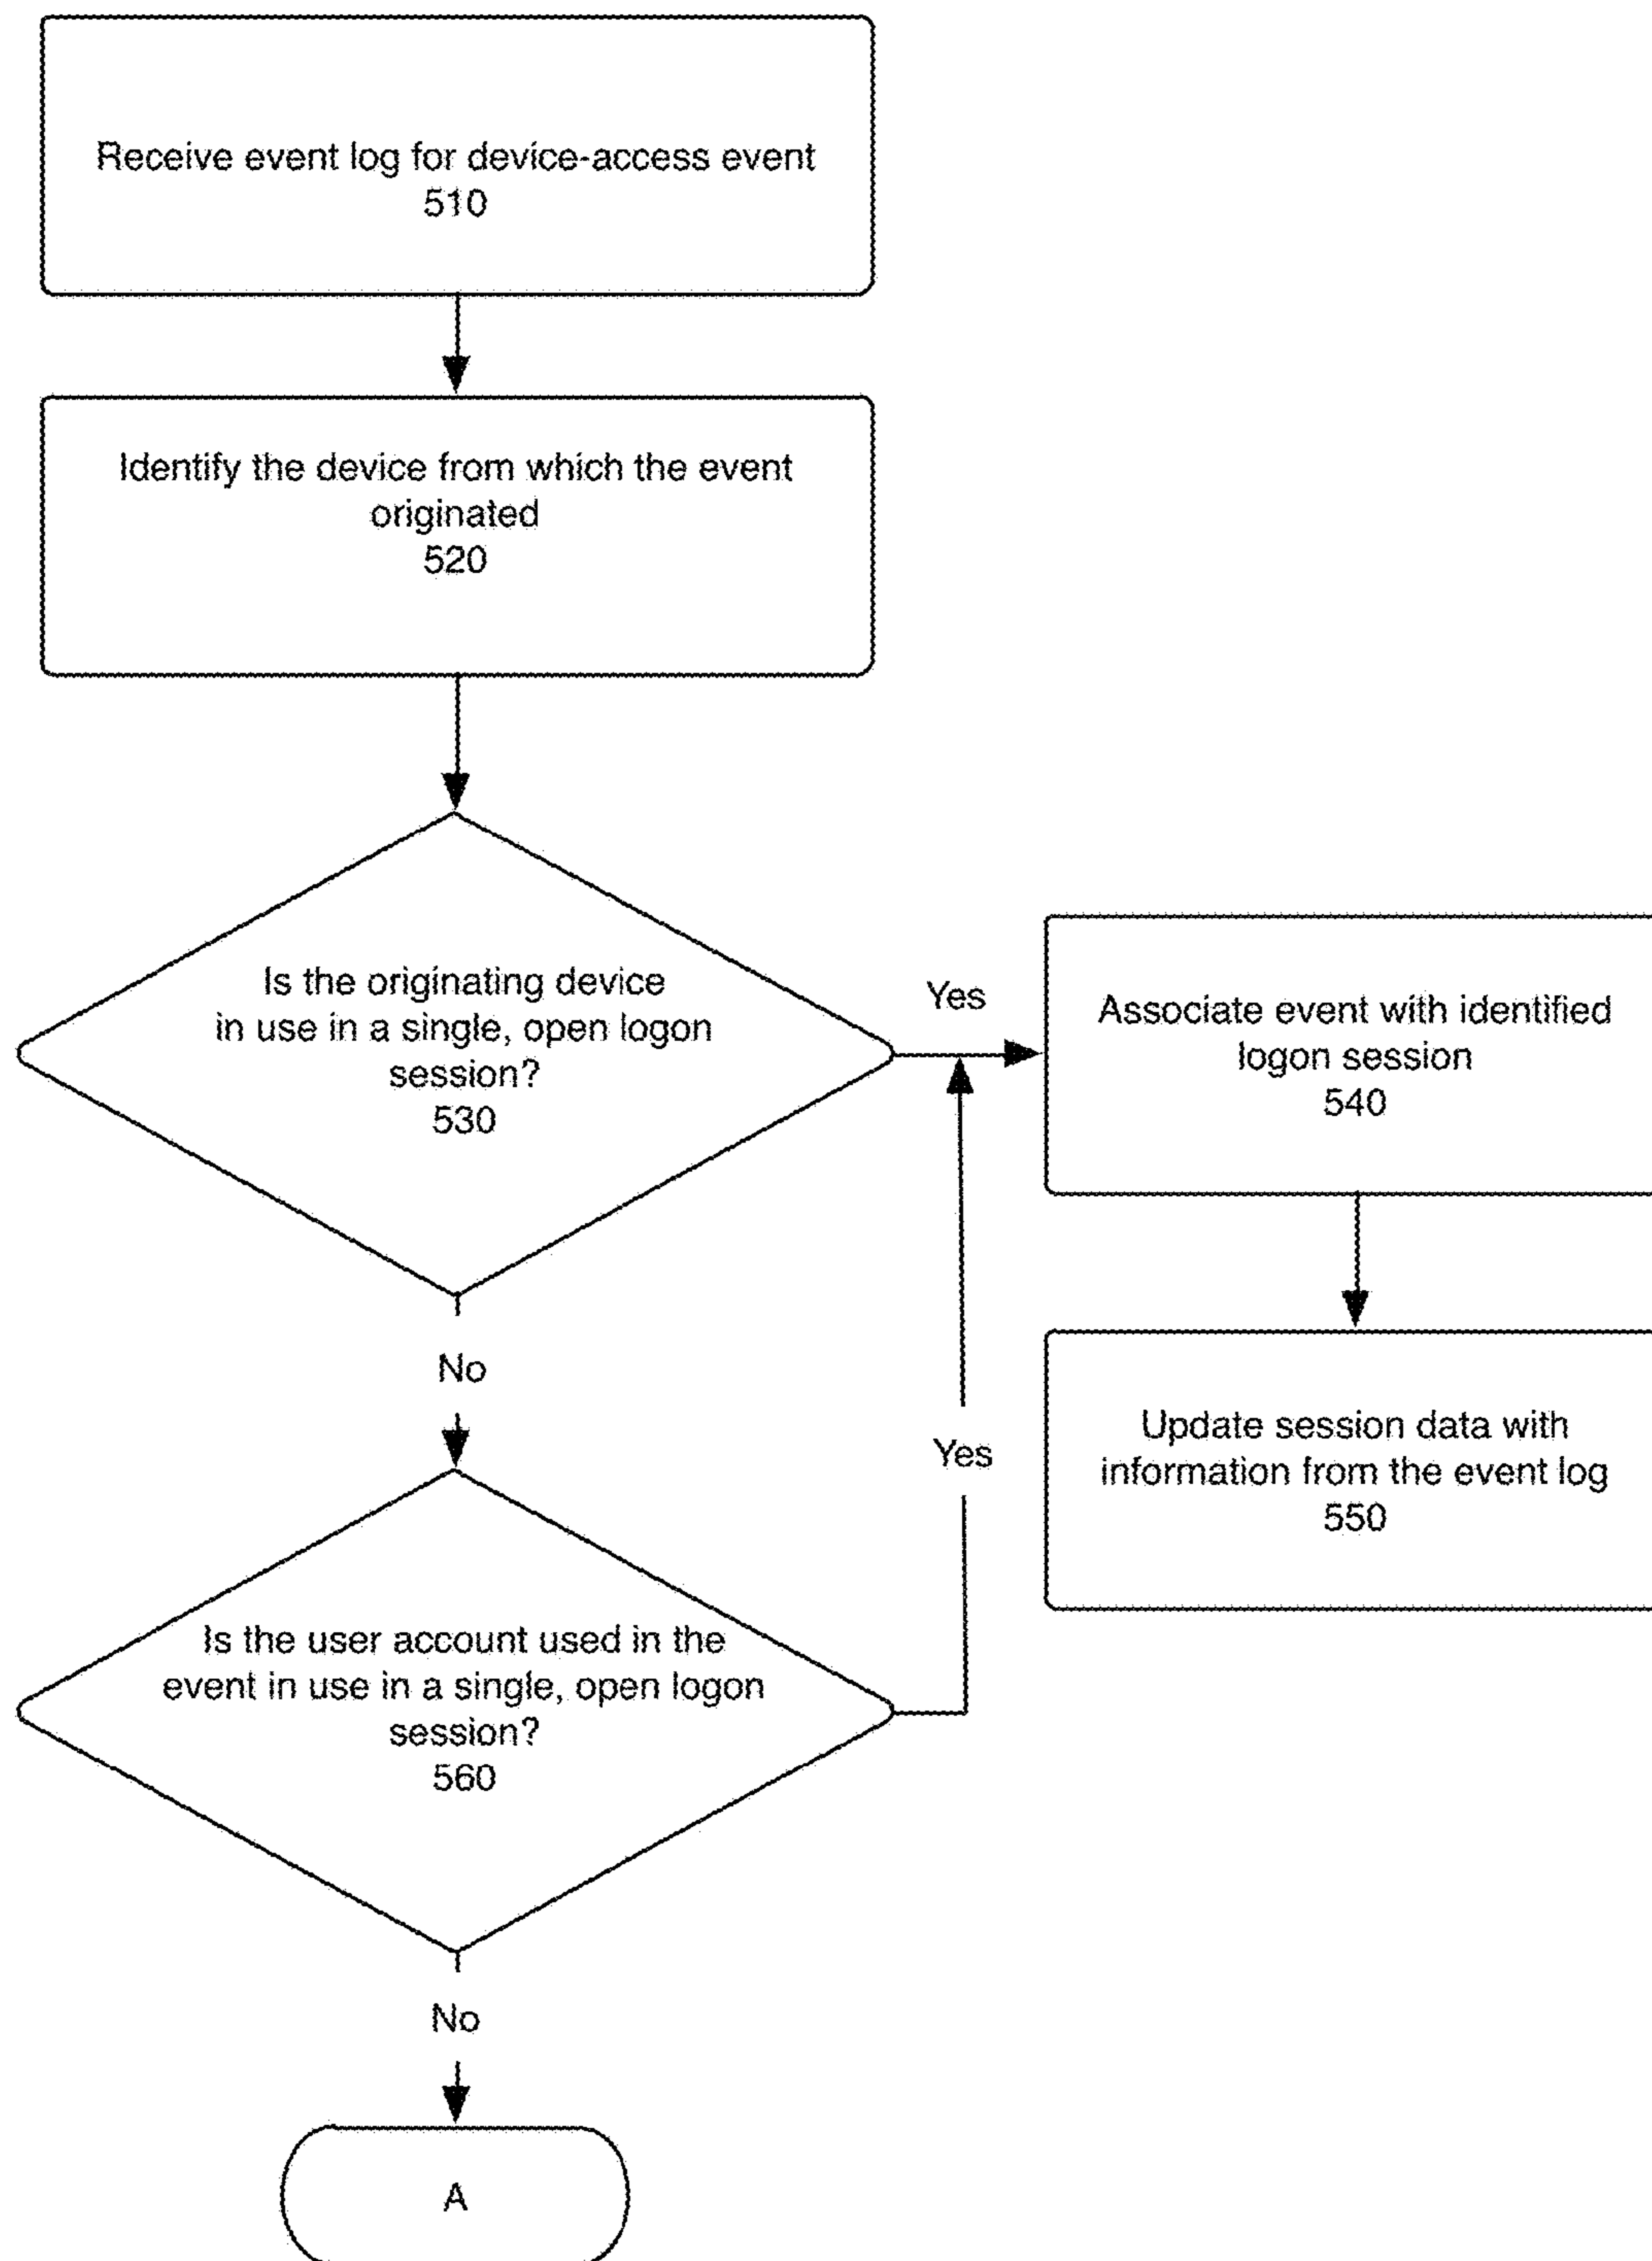 Receive event log for device-access event
510
Identify the device from which the event
originated
520
Is the originating device
in use in a single, open logon
session?
530
Yes
Associate event with identified
logon session
540
No
Yes
Update session data with
information from the event log
550
Is the user account used in the
event in use in a single, open logon
session?
560
No
A